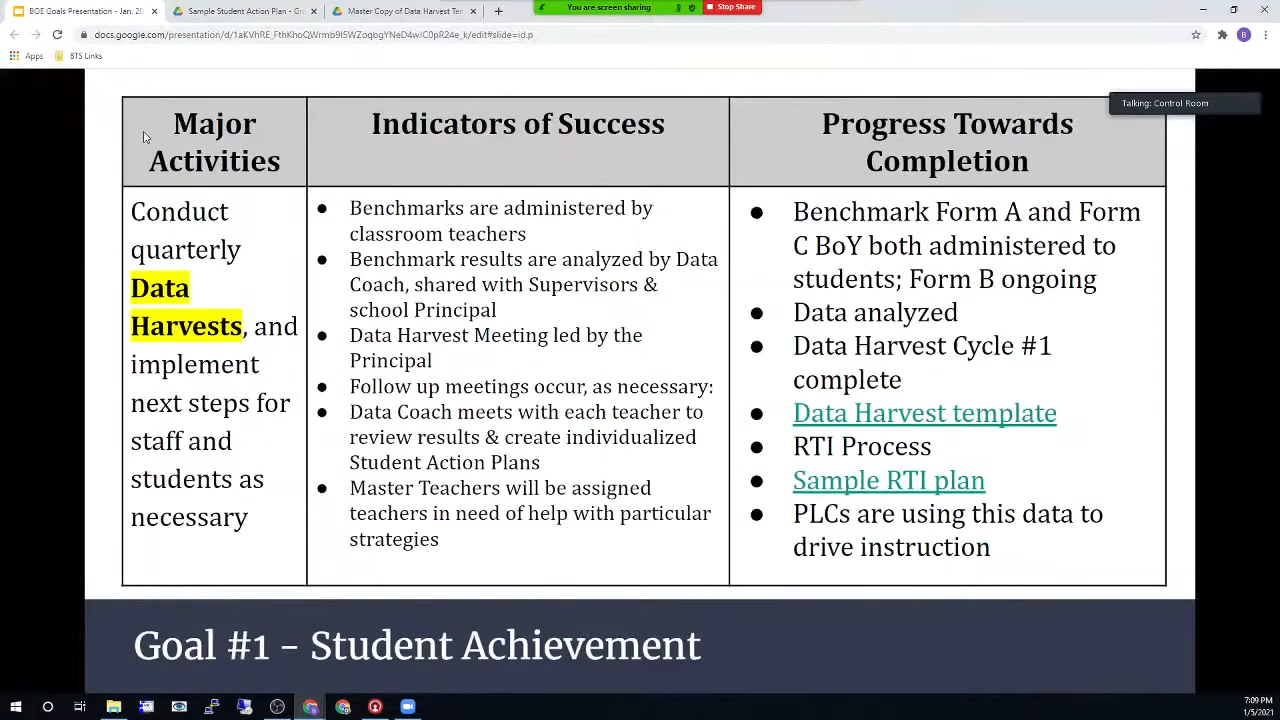 BOE Goals Presentation - Jan. 20
Sample Student Action Plan - G
Master Copy of Data Harvest Te
You are screen sharing
Stop Share
Apps
BTS Links
B
Talking: Control Room
Major
Activities
Indicators of Success
Progress Towards
Completion
Conduct
quarterly
Data
Harvests, and
implement
next steps for
staff and
students as
necessary
● Benchmarks are administered by
classroom teachers
● Benchmark results are analyzed by Data
Coach, shared with Supervisors &
school Principal
● Data Harvest Meeting led by the
Principal
● Follow up meetings occur, as necessary:
● Data Coach meets with each teacher to
review results & create individualized
Student Action Plans
● Master Teachers will be assigned
teachers in need of help with particular
strategies
● Benchmark Form A and Form
C BoY both administered to
students; Form B ongoing
● Data analyzed
● Data Harvest Cycle #1
complete
● Data Harvest template
● RTI Process
● Sample RTI plan
● PLCs are using this data to
drive instruction
Goal #1 - Student Achievement
7:09 PM
1/5/2021